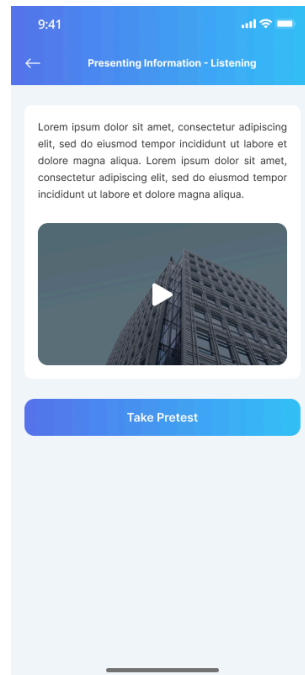 9:41
Presenting Information - Listening
Lorem ipsum dolor sit amet, consectetur adipiscing
elit, sed do eiusmod tempor incididunt ut labore et
dolore magna aliqua. Lorem ipsum dolor sit amet,
consectetur adipiscing elit, sed do eiusmod tempor
incididunt ut labore et dolore magna aliqua.
Take Pretest